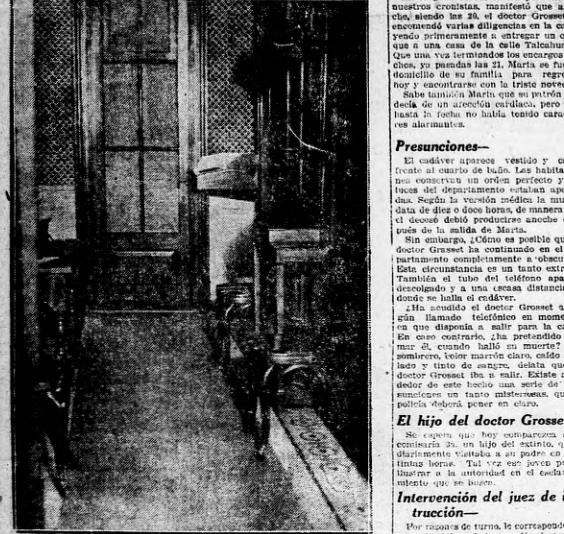 nuestros cronistas, manifestó que a
che, siendo las 20, el doctor Grosset
encomendó varias diligencias en la ca
yendo primeramente a entregar un c
que a una casa de la calle Talcahua
Que una vez terminados los encargos
ches, ya pasadas las 21, Marta se fu
domicilio de su familia para regre
hoy y encontrarse con la triste noved
Sabe también Marta que su patrón
decía de un afección cardíaca, pero
hasta la fecha no había tenido cara
res alarmantes.
Presunciones—
El cadáver aparece vestido y c
frente al cuarto de baño. Las habita
nes conservan un orden perfecto y
luces del departamento estaban apa
das. Según la versión médica la mu
data de diez o doce horas, de manera
el deceso debió producirse anoche
pués de la salida de Marta.
Sin embargo, ¿Cómo es posible qu
doctor Grasset ha continuado en el
partamento completamente a obscu
Esta circunstancia es un tanto extr
También el tubo del teléfono apa
descolgado y a una escasa distancia
donde se halla el cadáver.
¿Ha acudido el doctor Grosset a
gún llamado telefónico en mome
en que disponía a salir para la ca
En caso contrario, ¿ha pretendido
mar él, cuando halló su muerte?
sombrero, color marrón claro, caído
lado y tinto de sangre, delata que
doctor Grosset iba a salir. Existe a
dedor de este hecho una serie de
sunciones un tanto misteriosas, qu
policía deberá poner en claro.
El hijo del doctor Grosse
Se espera que hoy comparezca
comisaría 3a. un hijo del extinto, q
diariamente visitaba a su padre en
tintas horas. Tal vez ese joven p
ilustrar a la autoridad en el escla
miento que se busca.
Intervención del juez de i
trucción—
Por razones de turno, le correspond